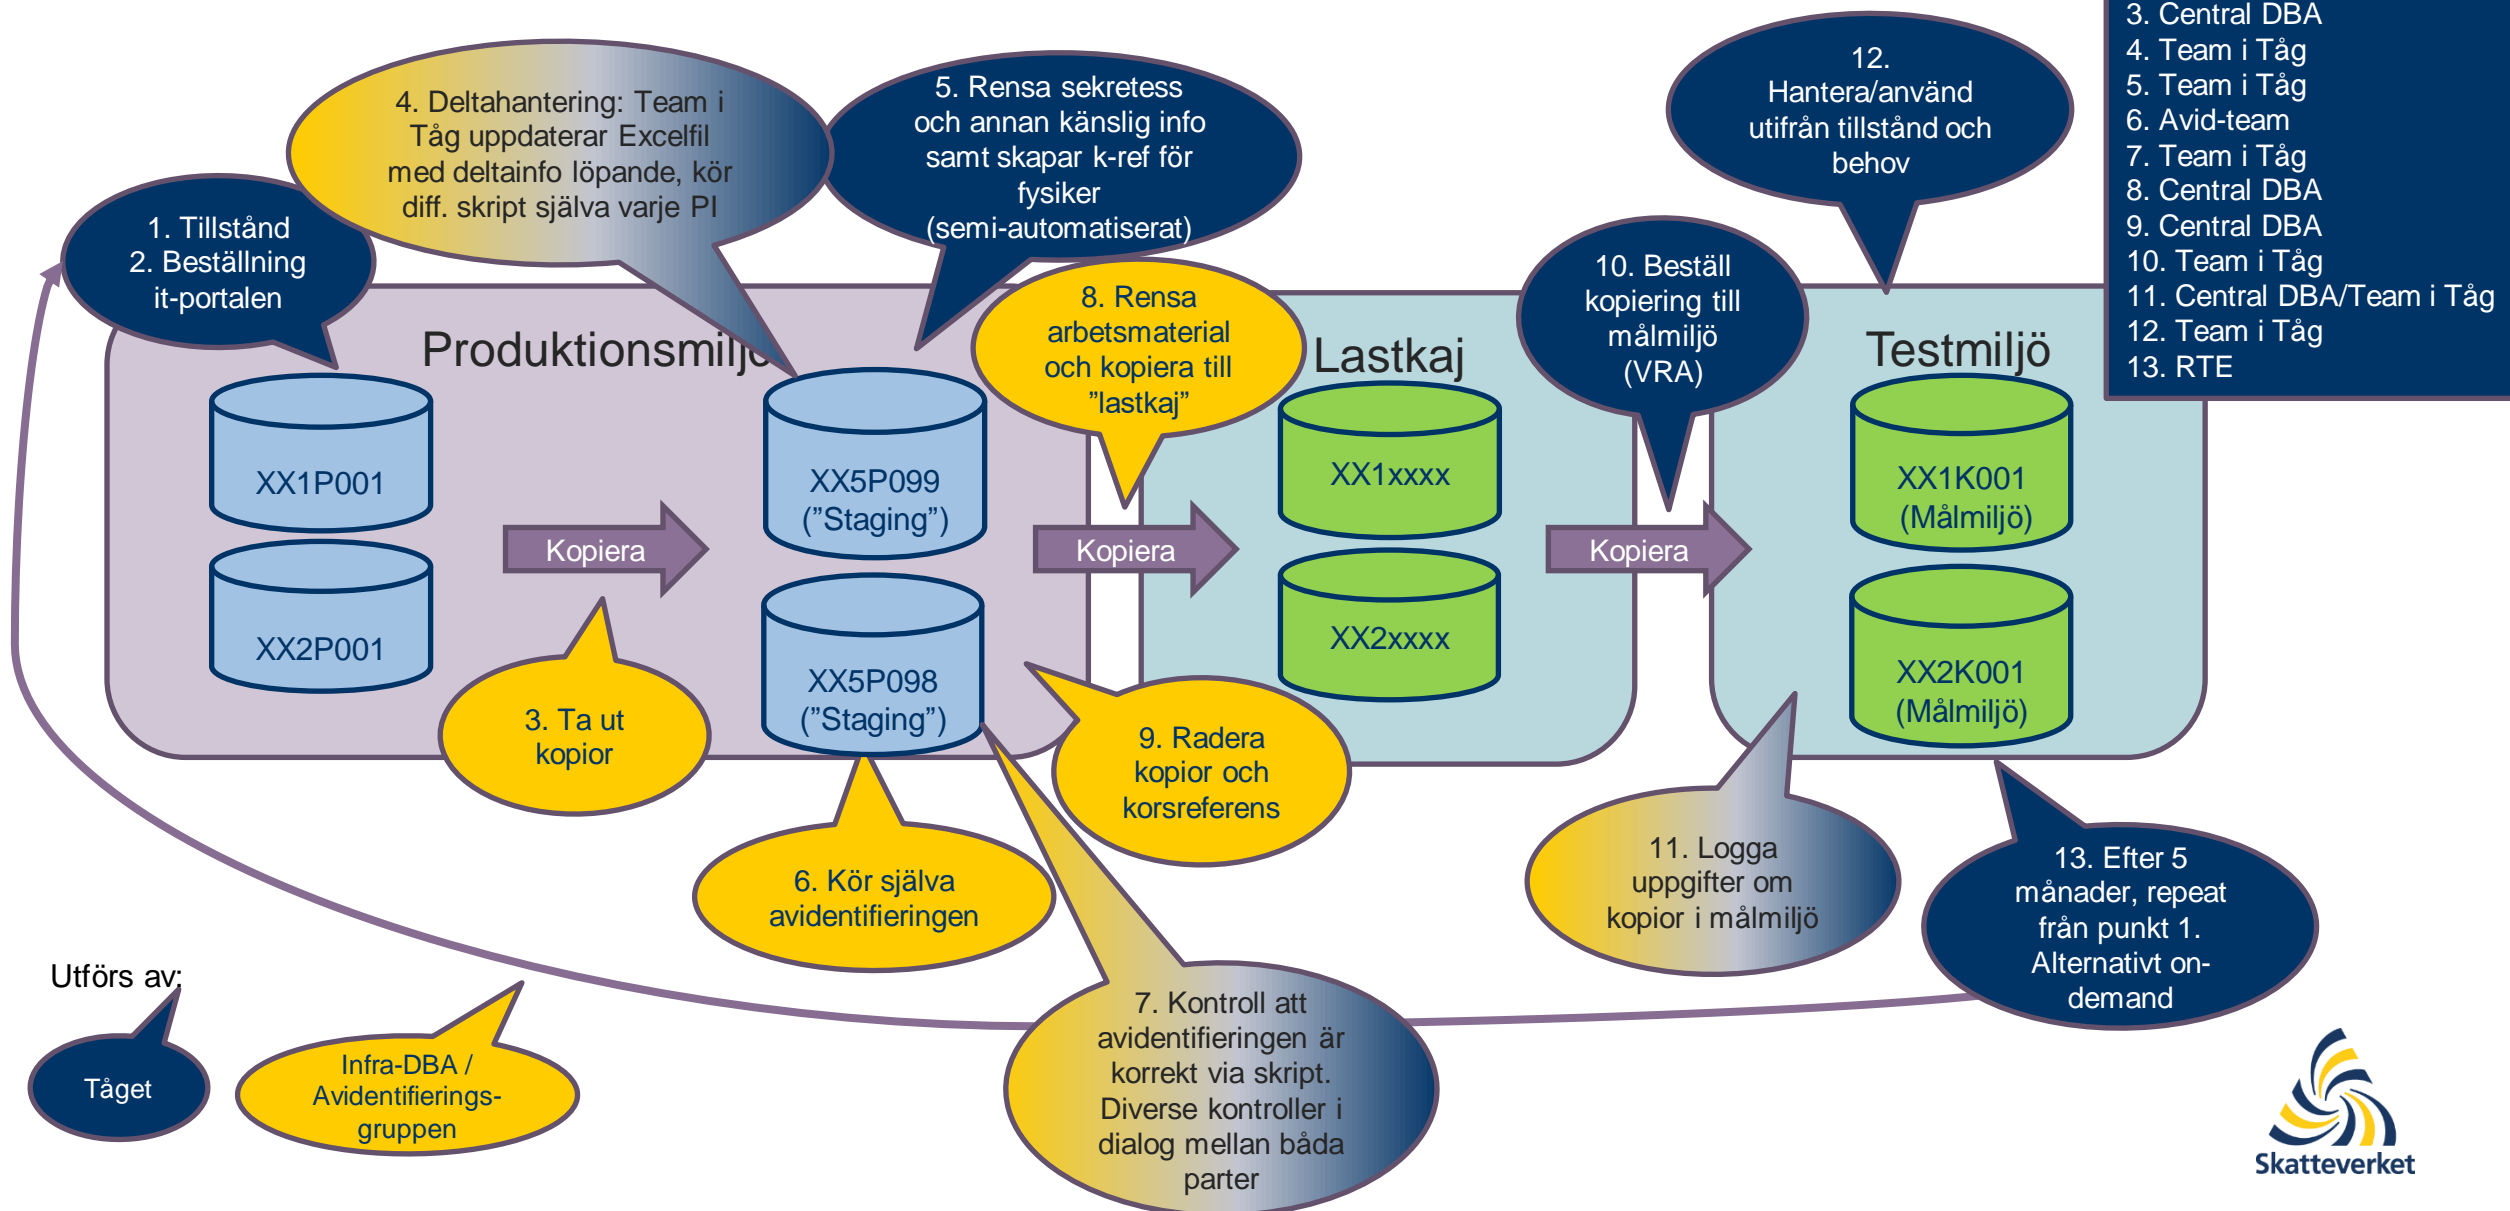 3. Central DBA
4. Team i Tåg
5. Team i Tåg
6. Avid-team
7. Team i Tåg
8. Central DBA
9. Central DBA
10. Team i Tåg
11. Central DBA/Team i Tåg
12. Team i Tåg
13. RTE
4. Deltahantering: Team i
Tåg uppdaterar Excelfil
med deltainfo löpande, kör
diff. skript själva varje PI
5. Rensa sekretess
och annan känslig info
samt skapar k-ref för
fysiker
(semi-automatiserat)
12.
Hantera/använd
utifrån tillstånd och
behov
1. Tillstånd
2. Beställning
it-portalen
8. Rensa
arbetsmaterial
och kopiera till
”lastkaj”
10. Beställ
kopiering till
målmiljö
(VRA)
Produktionsmiljö
Lastkaj
Testmiljö
XX1P001
XX2P001
Kopiera
XX5P099
(”Staging”)
XX5P098
(”Staging”)
Kopiera
XX1xxxx
XX2xxxx
Kopiera
XX1K001
(Målmiljö)
XX2K001
(Målmiljö)
3. Ta ut
kopior
9. Radera
kopior och
korsreferens
6. Kör själva
avidentifieringen
11. Logga
uppgifter om
kopior i målmiljö
13. Efter 5
månader, repeat
från punkt 1.
Alternativt on-
demand
7. Kontroll att
avidentifieringen är
korrekt via skript.
Diverse kontroller i
dialog mellan båda
parter
Utförs av:
Tåget
Infra-DBA /
Avidentifierings-
gruppen
Skatteverket